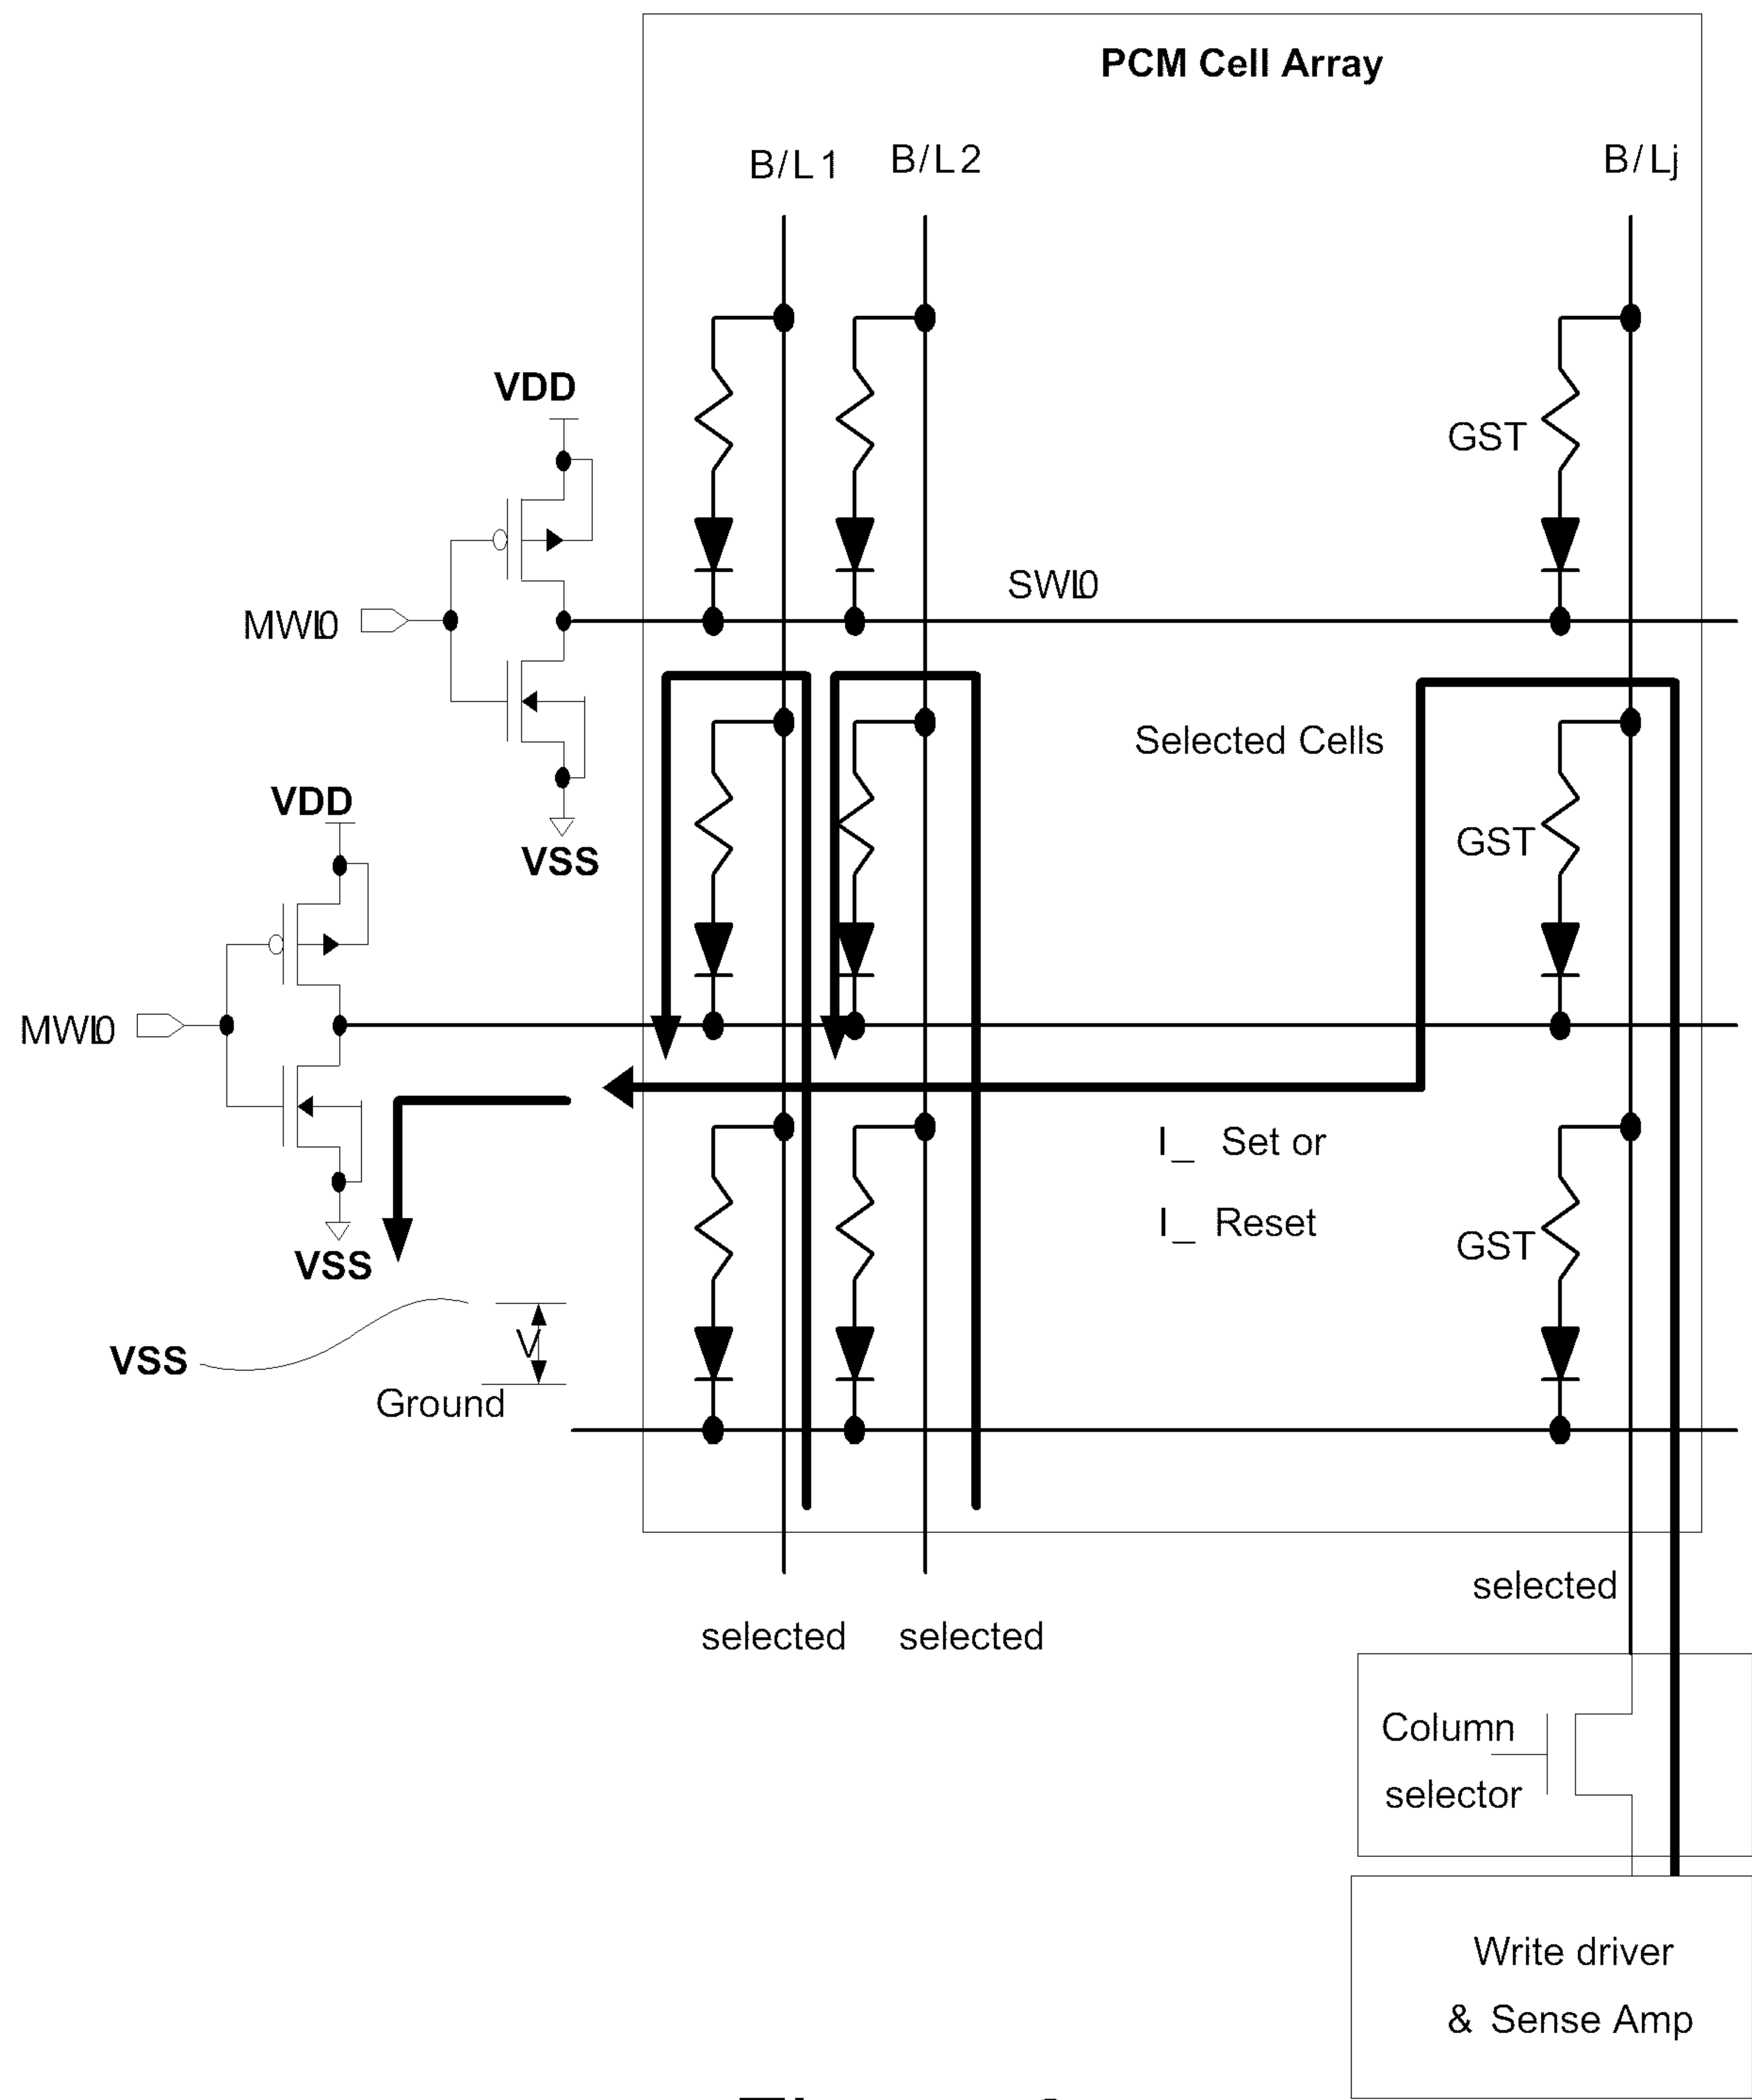 PCM Cell Array
B/L1 B/L2 B/Lj
VDD
GST
SWL0
MWL0
Selected Cells
VDD
GST
VSS
MWL0
I_ Set or
I_ Reset
GST
VSS
V
VSS
Ground
selected
selected selected
Column
selector
Write driver
& Sense Amp